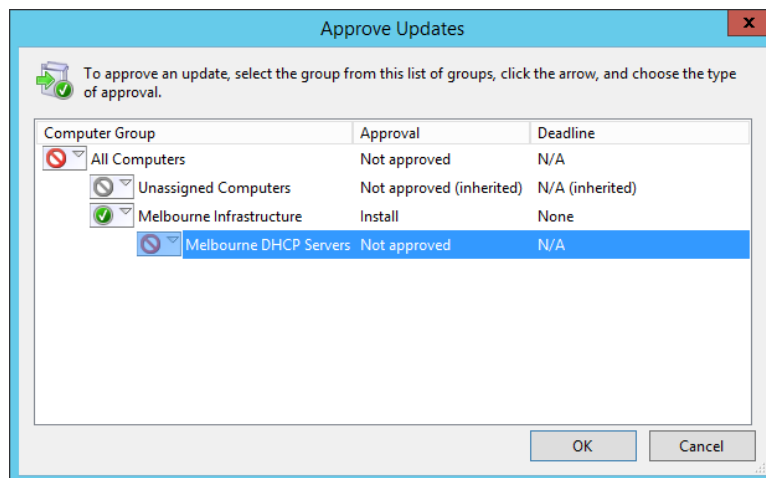 Approve Updates
x
To approve an update, select the group from this list of groups, click the arrow, and choose the type
of approval.
Computer Group Approval Deadline
All Computers Not approved N/A
Unassigned Computers Not approved (inherited) N/A (inherited)
Melbourne Infrastructure Install None
Melbourne DHCP Servers Not approved N/A
OK Cancel